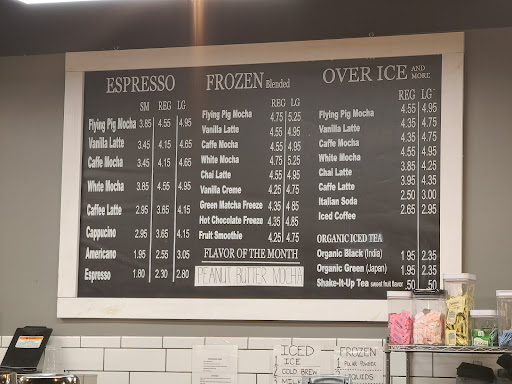 ESPRESSO
SM REG LG
Flying Pig Mocha 3.85 4.55 4.95
Vanilla Latte 3.45 4.15 4.65
Caffe Mocha 3.45 4.15 4.65
White Mocha 3.85 4.55 4.95
Caffee Latte 2.95 3.65 4.15
Cappucino 2.95 3.65 4.15
Americano 1.95 2.55 3.05
Espresso 1.80 2.30 2.80
FROZEN Blended
REG LG
Flying Pig Mocha 4.75 5.25
Vanilla Latte 4.55 4.95
Caffe Mocha 4.55 4.95
White Mocha 4.75 5.25
Chai Latte 4.55 4.95
Vanilla Creme 4.25 4.75
Green Matcha Freeze 4.35 4.85
Hot Chocolate Freeze 4.35 4.85
Fruit Smoothie 4.25 4.75
FLAVOR OF THE MONTH
PEANUT BUTTER MOCHA
OVER ICE AND MORE
REG LG
Flying Pig Mocha 4.55 4.95
Vanilla Latte 4.35 4.75
Caffe Mocha 4.35 4.75
White Mocha 4.55 4.95
Chai Latte 3.85 4.25
Caffe Latte 3.95 4.35
Italian Soda 2.50 3.00
Iced Coffee 2.65 2.95
ORGANIC ICED TEA
Organic Black (India) 1.95 2.35
Organic Green (Japan) 1.95 2.35
Shake-It-Up Tea sweet fruit flavor .50 .50
ICED
ICE
COLD BREW
MILK
FROZEN
LIQUIDS